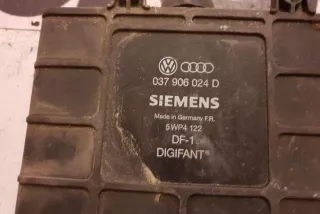 037 906 024 D
SIEMENS
Made in Germany F.R.
5WP4 122
DF-1
DIGIFANT®